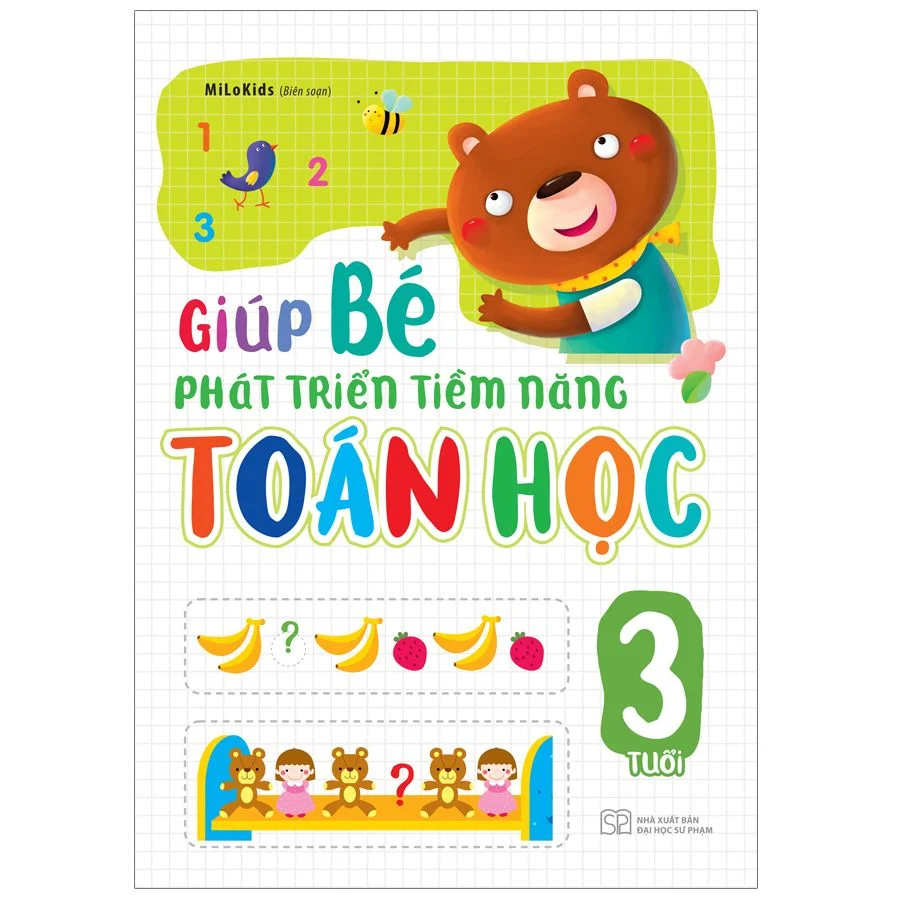 MiLoKids (Biên soạn)
1
2
3
Giúp Bé
PHÁT TRIỂN TIỀM NĂNG
TOÁN HỌC
?
?
3
TUỔI
SP
NHÀ XUẤT BẢN
ĐẠI HỌC SƯ PHẠM